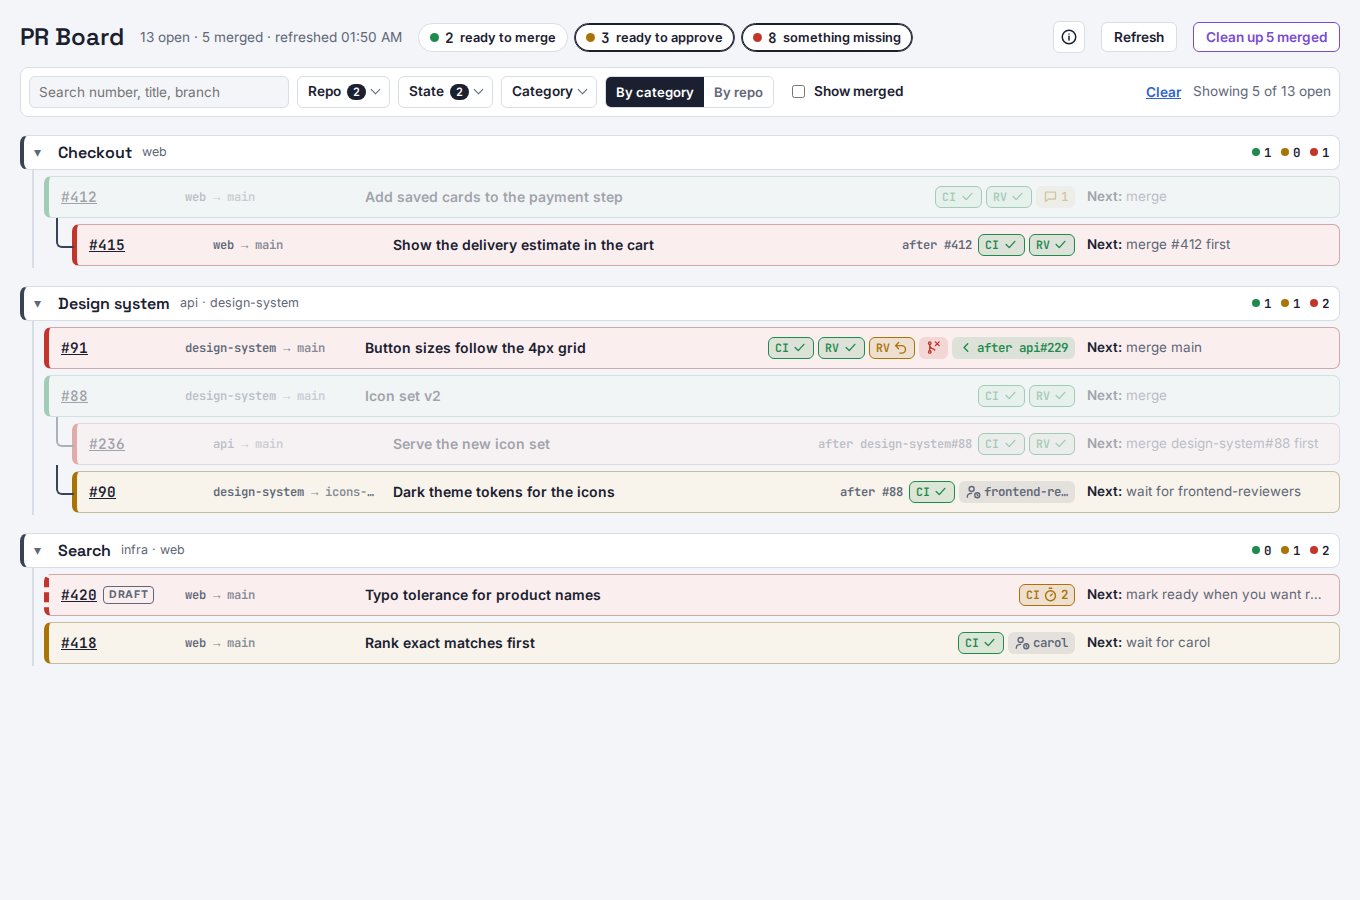 PR Board 13 open · 5 merged · refreshed 01:50 AM 2 ready to merge 3 ready to approve 8 something missing Refresh Clean up 5 merged
Search number, title, branch Repo 2 State 2 Category By category By repo Show merged Clear Showing 5 of 13 open
▼ Checkout web 1 0 1
#412 web → main Add saved cards to the payment step CI ✓ RV ✓ 1 Next: merge
#415 web → main Show the delivery estimate in the cart after #412 CI ✓ RV ✓ Next: merge #412 first
▼ Design system api · design-system 1 1 2
#91 design-system → main Button sizes follow the 4px grid CI ✓ RV ✓ RV after api#229 Next: merge main
#88 design-system → main Icon set v2 CI ✓ RV ✓ Next: merge
#236 api → main Serve the new icon set after design-system#88 CI ✓ RV ✓ Next: merge design-system#88 first
#90 design-system → icons-… Dark theme tokens for the icons after #88 CI ✓ frontend-re… Next: wait for frontend-reviewers
▼ Search infra · web 0 1 2
#420 DRAFT web → main Typo tolerance for product names CI 2 Next: mark ready when you want r…
#418 web → main Rank exact matches first CI ✓ carol Next: wait for carol